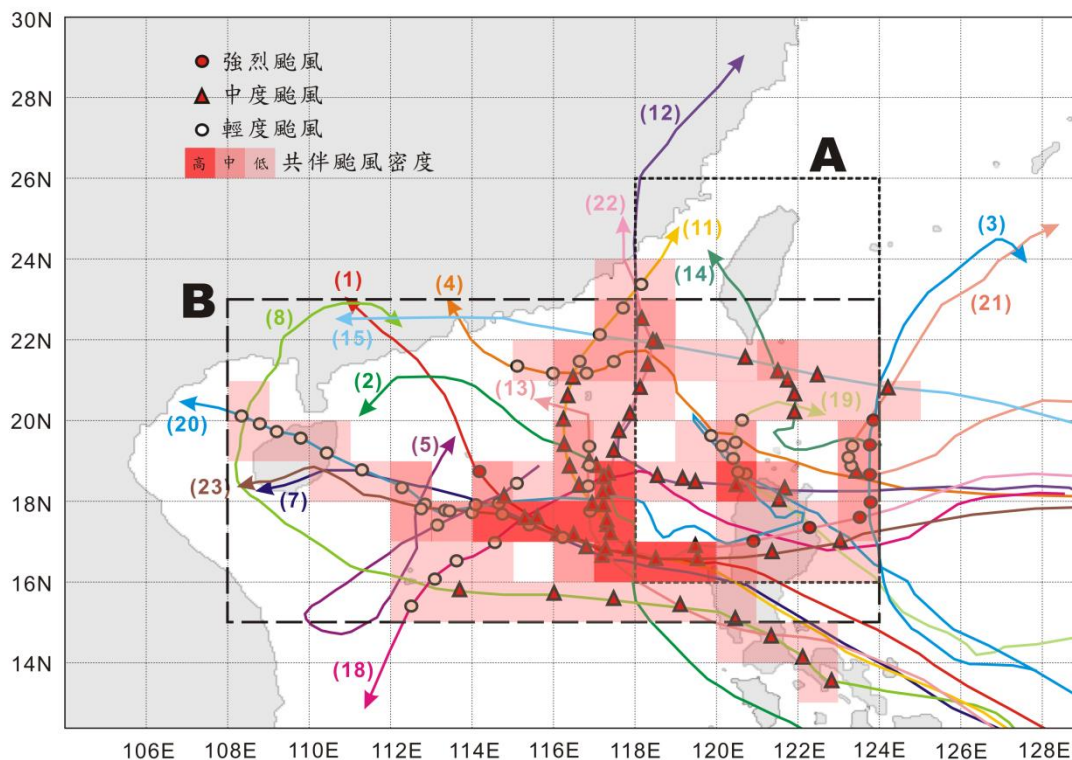 30N
強烈颱風
28N
中度颱風
(12)
輕度颱風
高 中 低 共伴颱風密度
26N
A
(22)
(11)
(3)
24N
(14)
(1)
(4)
B
(21)
(8)
(15)
22N
(2)
(13)
(19)
20N
(20)
(5)
(23)
(7)
18N
16N
14N
(18)
106E 108E 110E 112E 114E 116E 118E 120E 122E 124E 126E 128E